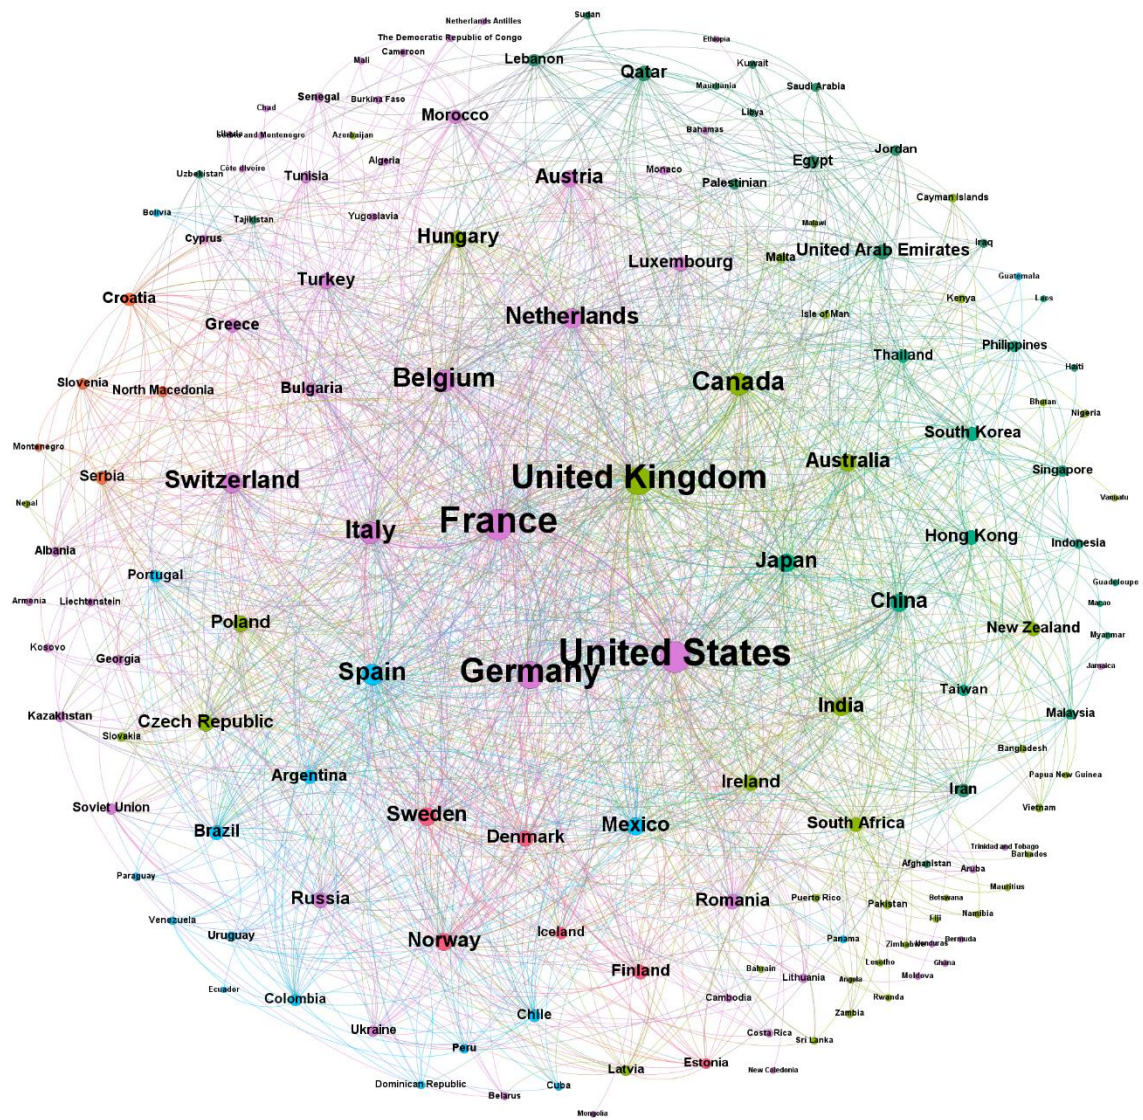 Netherlands Antilles
Sudan
The Democratic Republic of Congo
Ethiopia
Cameroon
Mali
Lebanon
Kuwait
Qatar
Mauritania
Saudi Arabia
Senegal
Burkina Faso
Chad
Morocco
Libya
Serbia and Montenegro
Azerbaijan
Bahamas
Jordan
Algeria
Egypt
Côte dIvoire
Monaco
Uzbekistan
Tunisia
Austria
Palestinian
Cayman Islands
Bolivia
Tajikistan
Yugoslavia
Malawi
Cyprus
Hungary
Iraq
United Arab Emirates
Malta
Luxembourg
Guatemala
Turkey
Croatia
Kenya
Laos
Isle of Man
Netherlands
Greece
Philippines
Thailand
Haiti
Belgium
Canada
Slovenia
North Macedonia
Bulgaria
Bhutan
Nigeria
South Korea
Montenegro
Australia
Singapore
Serbia
Switzerland
United Kingdom
Vanuatu
Nepal
France
Italy
Hong Kong
Indonesia
Albania
Japan
Portugal
Guadeloupe
Armenia
Liechtenstein
China
Macao
Poland
New Zealand
Myanmar
Kosovo
Georgia
United States
Jamaica
Spain
Germany
Taiwan
India
Kazakhstan
Czech Republic
Malaysia
Slovakia
Bangladesh
Argentina
Ireland
Papua New Guinea
Iran
Soviet Union
Vietnam
Sweden
Mexico
South Africa
Brazil
Denmark
Trinidad and Tobago
Barbados
Afghanistan
Aruba
Paraguay
Mauritius
Russia
Romania
Puerto Rico
Botswana
Pakistan
Namibia
Fiji
Venezuela
Uruguay
Iceland
Norway
Panama
Zimbabwe
Honduras
Bermuda
Lesotho
Ghana
Finland
Bahrain
Lithuania
Angola
Moldova
Ecuador
Colombia
Cambodia
Rwanda
Chile
Zambia
Ukraine
Costa Rica
Sri Lanka
Peru
Estonia
Latvia
New Caledonia
Dominican Republic
Cuba
Belarus
Mongolia